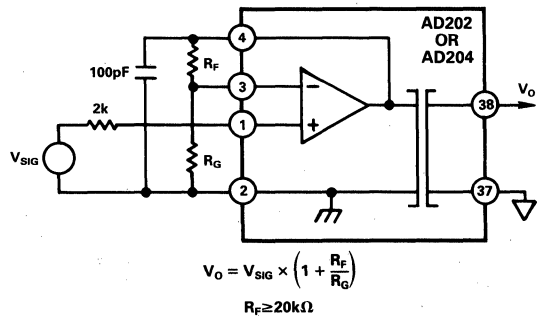 AD202
OR
AD204
4
R_F
100pF
3
2k
1
V_SIG
R_G
2
38
V_O
37
−
+
V_O = V_SIG × (1 + R_F/R_G)
R_F ≥ 20kΩ